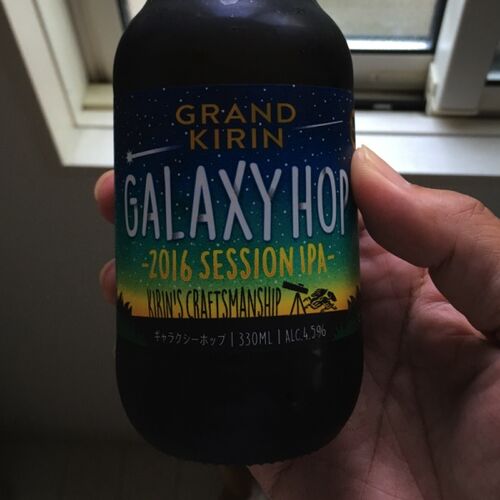 GRAND
KIRIN
GALAXY HOP
-2016 SESSION IPA-
KIRIN'S CRAFTSMANSHIP
ギャラクシーホップ | 330ML | ALC.4.5%